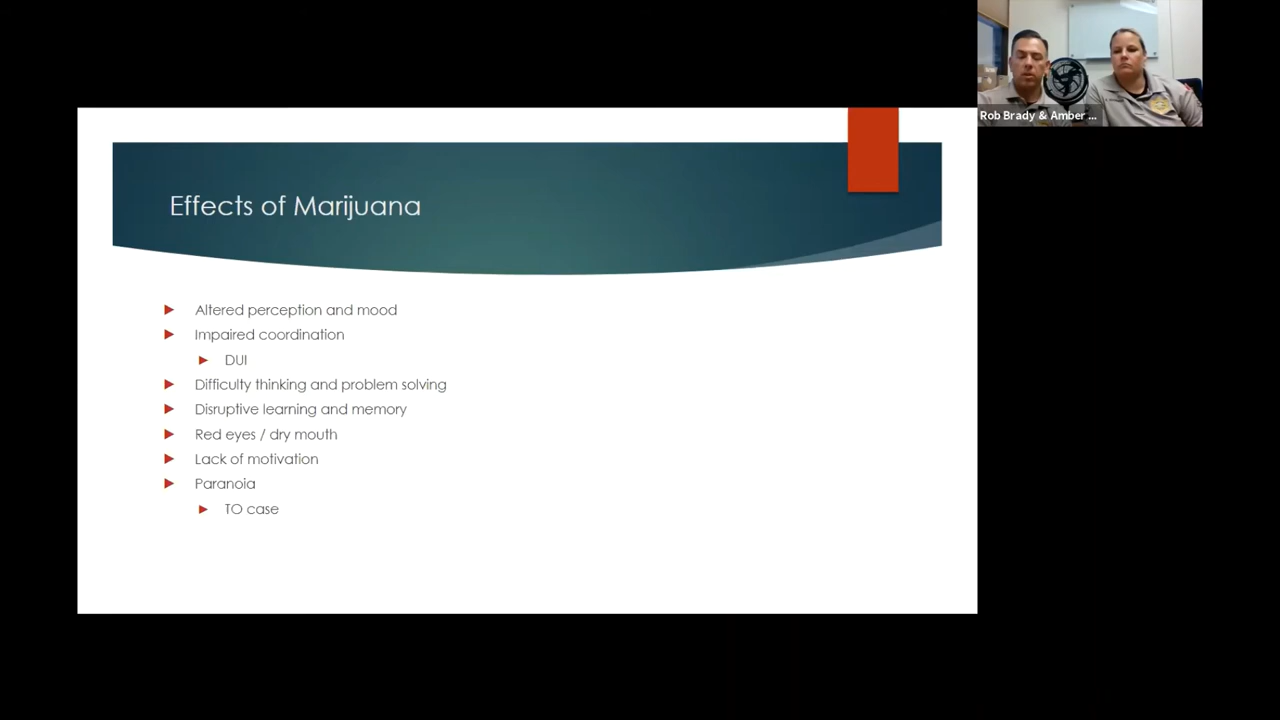 Rob Brady & Amber ...
Effects of Marijuana
Altered perception and mood
Impaired coordination
DUI
Difficulty thinking and problem solving
Disruptive learning and memory
Red eyes / dry mouth
Lack of motivation
Paranoia
TO case